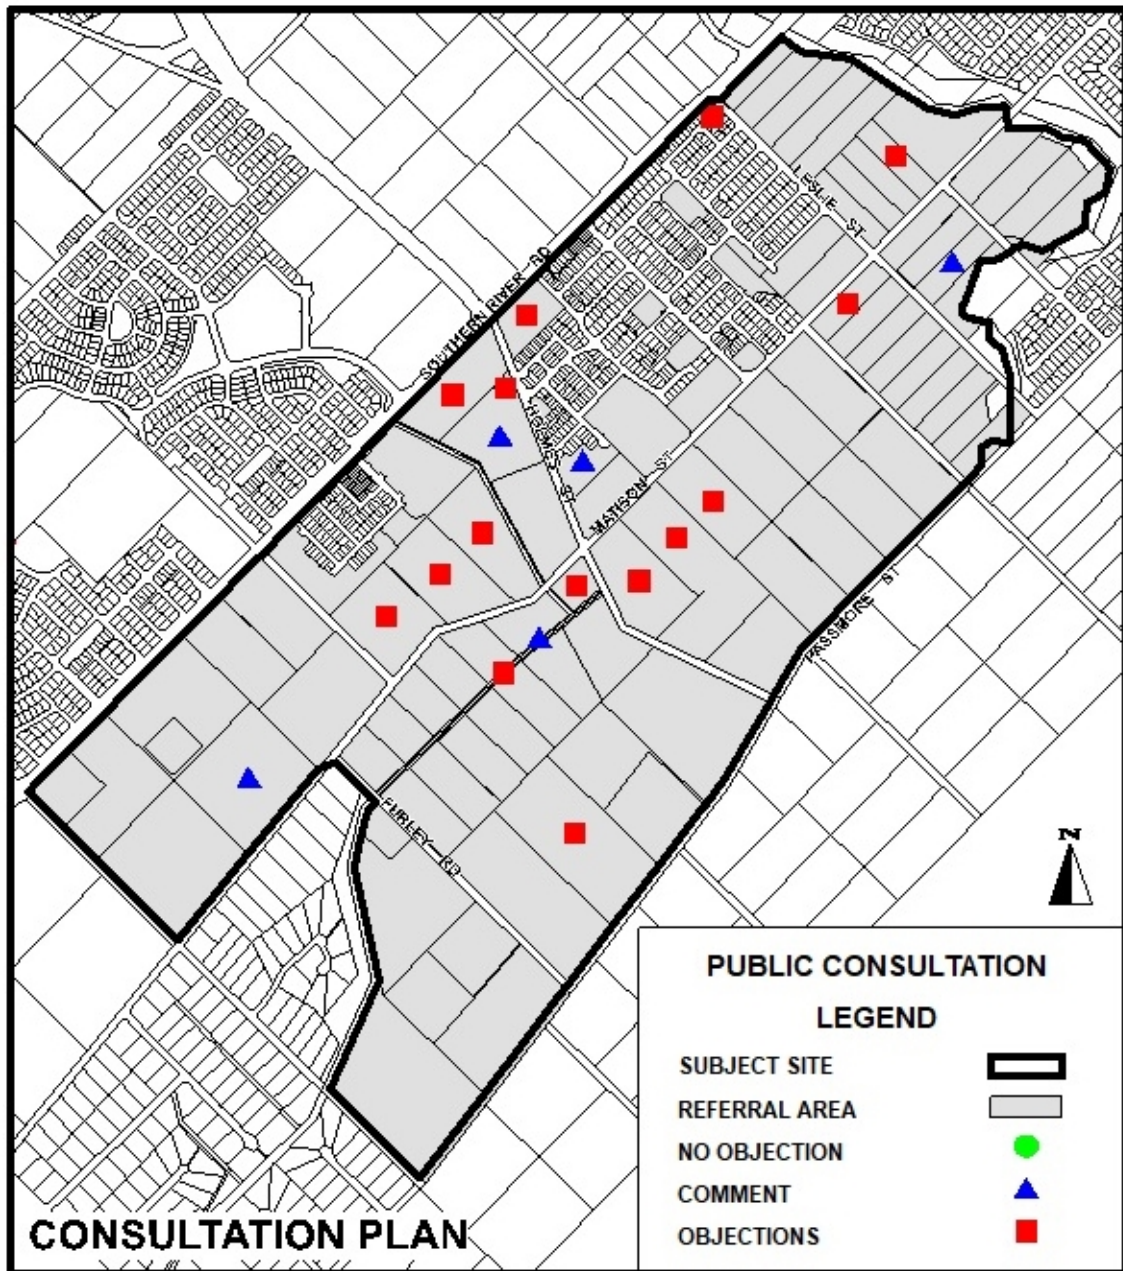 LESLIE ST
SOUTHERN RIVER RD
HOLMES ST
MATISON ST
PASSMORE ST
FURLEY RD
N
PUBLIC CONSULTATION
LEGEND
SUBJECT SITE
REFERRAL AREA
NO OBJECTION
COMMENT
OBJECTIONS
CONSULTATION PLAN